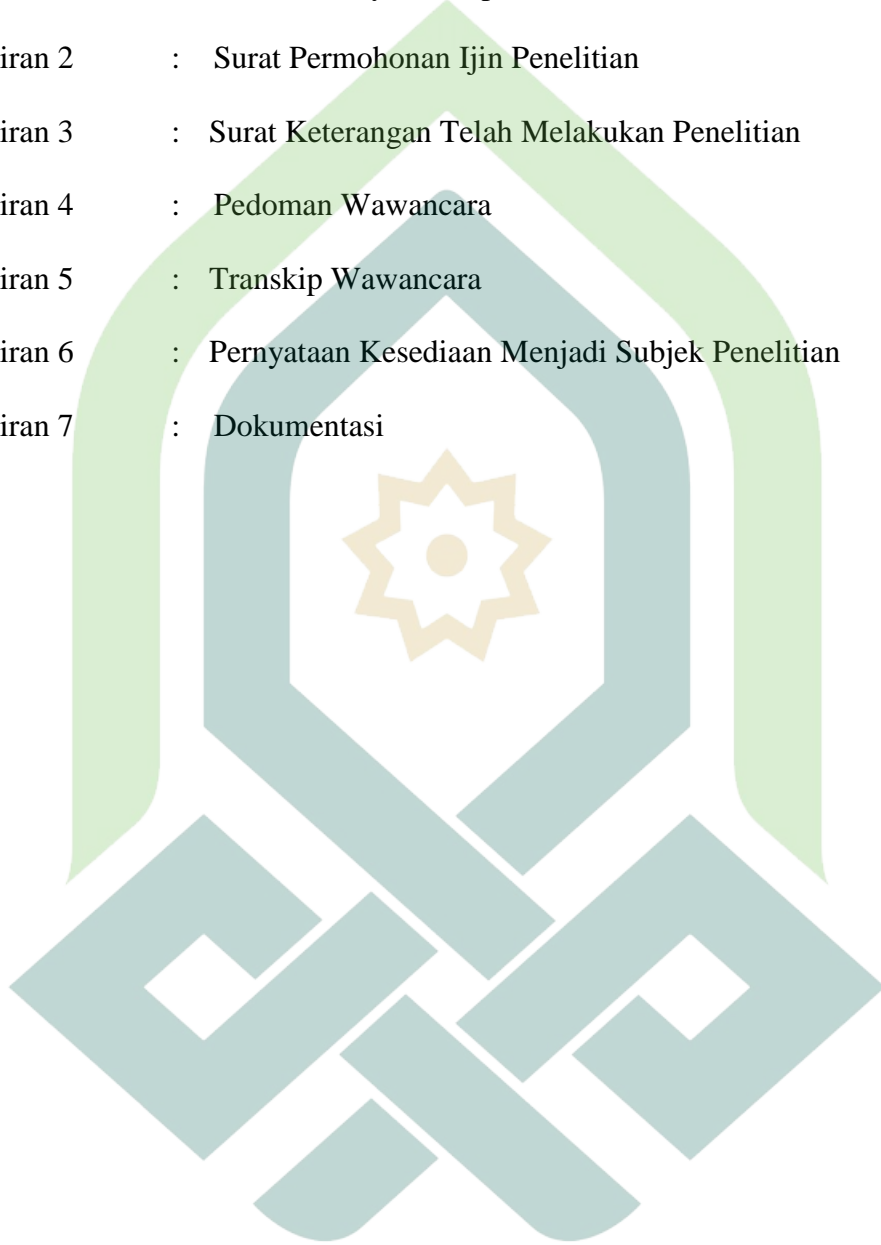 iran 2 : Surat Permohonan Ijin Penelitian
iran 3 : Surat Keterangan Telah Melakukan Penelitian
iran 4 : Pedoman Wawancara
iran 5 : Transkip Wawancara
iran 6 : Pernyataan Kesediaan Menjadi Subjek Penelitian
iran 7 : Dokumentasi